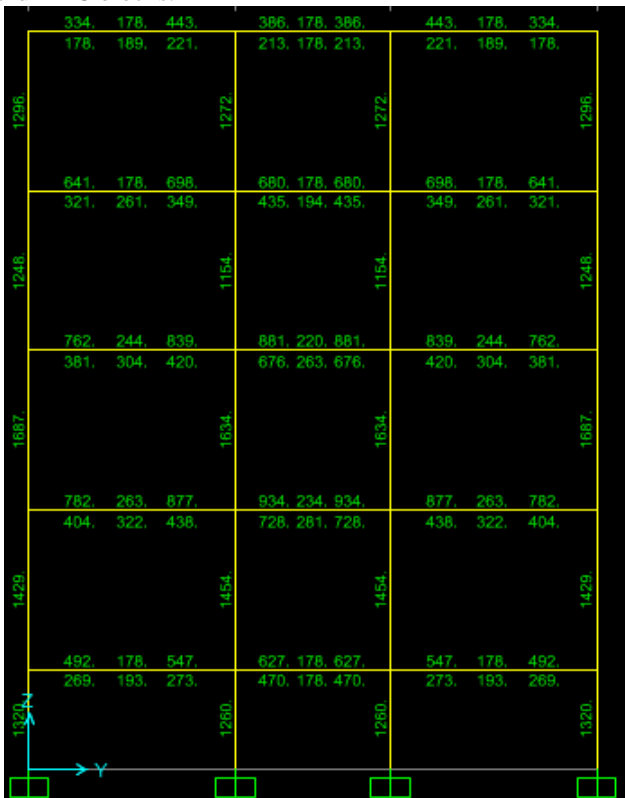 334. 178. 443. 386. 178. 386. 443. 178. 334.
178. 189. 221. 213. 178. 213. 221. 189. 178.
1296. 1272. 1272. 1296.
641. 178. 698. 680. 178. 680. 698. 178. 641.
321. 261. 349. 435. 194. 435. 349. 261. 321.
1248. 1154. 1154. 1248.
762. 244. 839. 881. 220. 881. 839. 244. 762.
381. 304. 420. 676. 263. 676. 420. 304. 381.
1687. 1634. 1634. 1687.
782. 263. 877. 934. 234. 934. 877. 263. 782.
404. 322. 438. 728. 281. 728. 438. 322. 404.
1429. 1454. 1454. 1429.
492. 178. 547. 627. 178. 627. 547. 178. 492.
269. 193. 273. 470. 178. 470. 273. 193. 269.
Z
1320. 1260. 1260. 1320.
Y